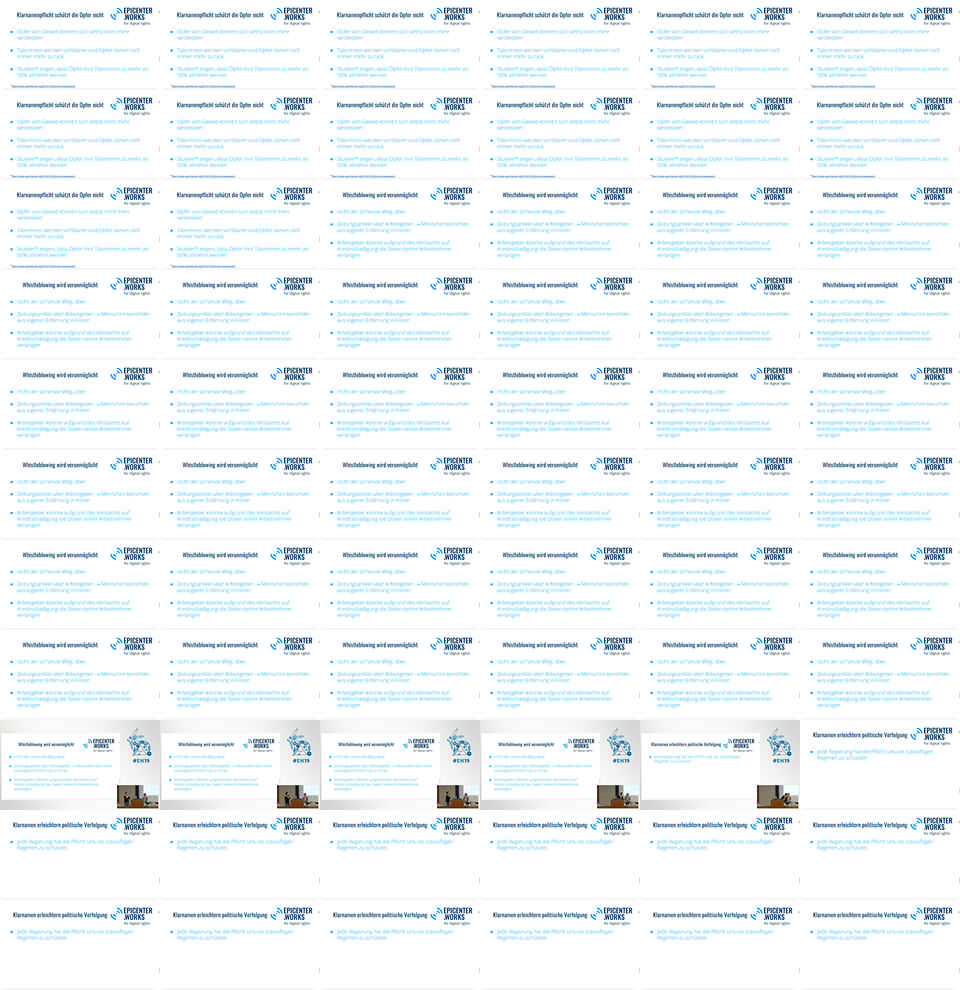 Klarnamenpflicht schützt die Opfer nicht
EPICENTER
.WORKS
for digital rights
Opfer von Gewalt können sich selbst nicht mehr
verstecken
TäterInnen werden sichtbarer und Opfer ziehen sich
immer mehr zurück
Studien* zeigen, dass Opfer ihre TäterInnen zu mehr als
50% ohnehin kennen
Whistleblowing wird verunmöglicht
EPICENTER
.WORKS
for digital rights
nicht der sicherste Weg, aber:
Zeitungsartikel über Arbeitgeber → Menschen berichten
aus eigener Erfahrung in Foren
Arbeitgeber könnte aufgrund des Verdachts auf
Kreditschädigung die Daten seiner Arbeitnehmer
verlangen
#EH19
Klarnamen erleichtern politische Verfolgung
EPICENTER
.WORKS
for digital rights
Jede Regierung hat die Pflicht uns vor zukünftigen
Regimen zu schützen